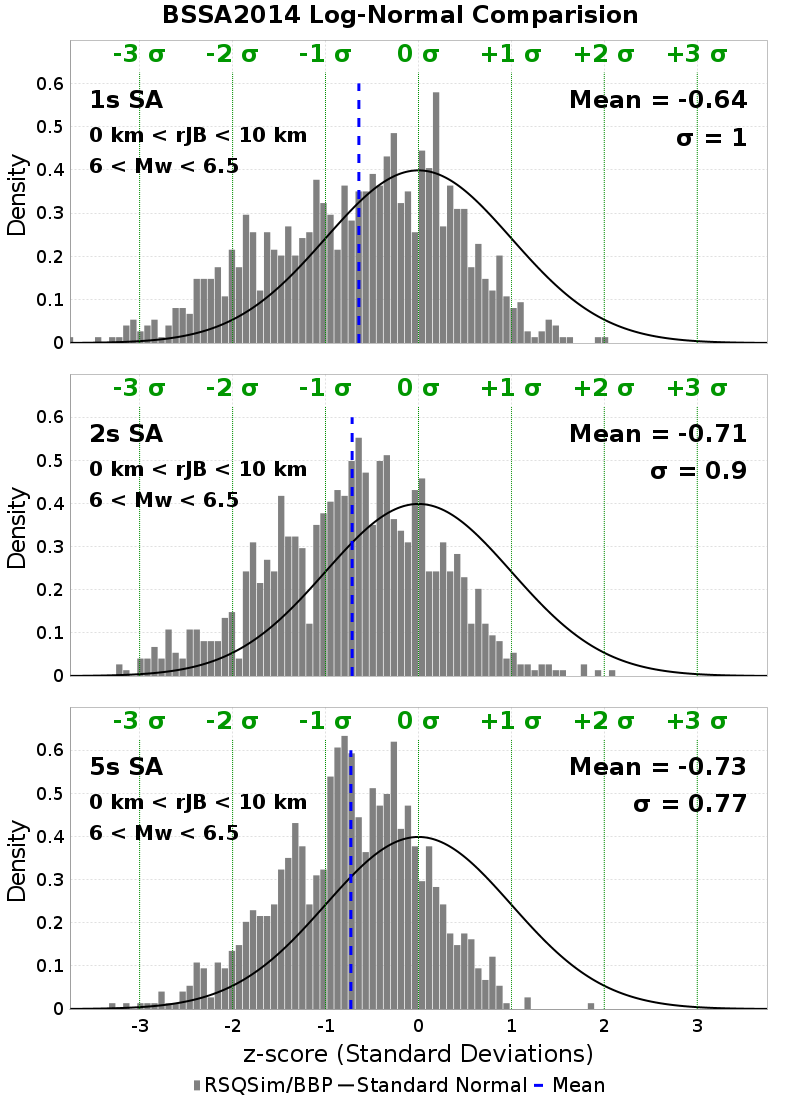 BSSA2014 Log-Normal Comparision
-3 σ -2 σ -1 σ 0 σ +1 σ +2 σ +3 σ
1s SA
Mean = -0.64
0 km < rJB < 10 km
σ = 1
6 < Mw < 6.5
Density
0.6
0.5
0.4
0.3
0.2
0.1
0
-3 σ -2 σ -1 σ 0 σ +1 σ +2 σ +3 σ
2s SA
Mean = -0.71
0 km < rJB < 10 km
σ = 0.9
6 < Mw < 6.5
Density
0.6
0.5
0.4
0.3
0.2
0.1
0
-3 σ -2 σ -1 σ 0 σ +1 σ +2 σ +3 σ
5s SA
Mean = -0.73
0 km < rJB < 10 km
σ = 0.77
6 < Mw < 6.5
Density
0.6
0.5
0.4
0.3
0.2
0.1
0
-3 -2 -1 0 1 2 3
z-score (Standard Deviations)
RSQSim/BBP Standard Normal Mean